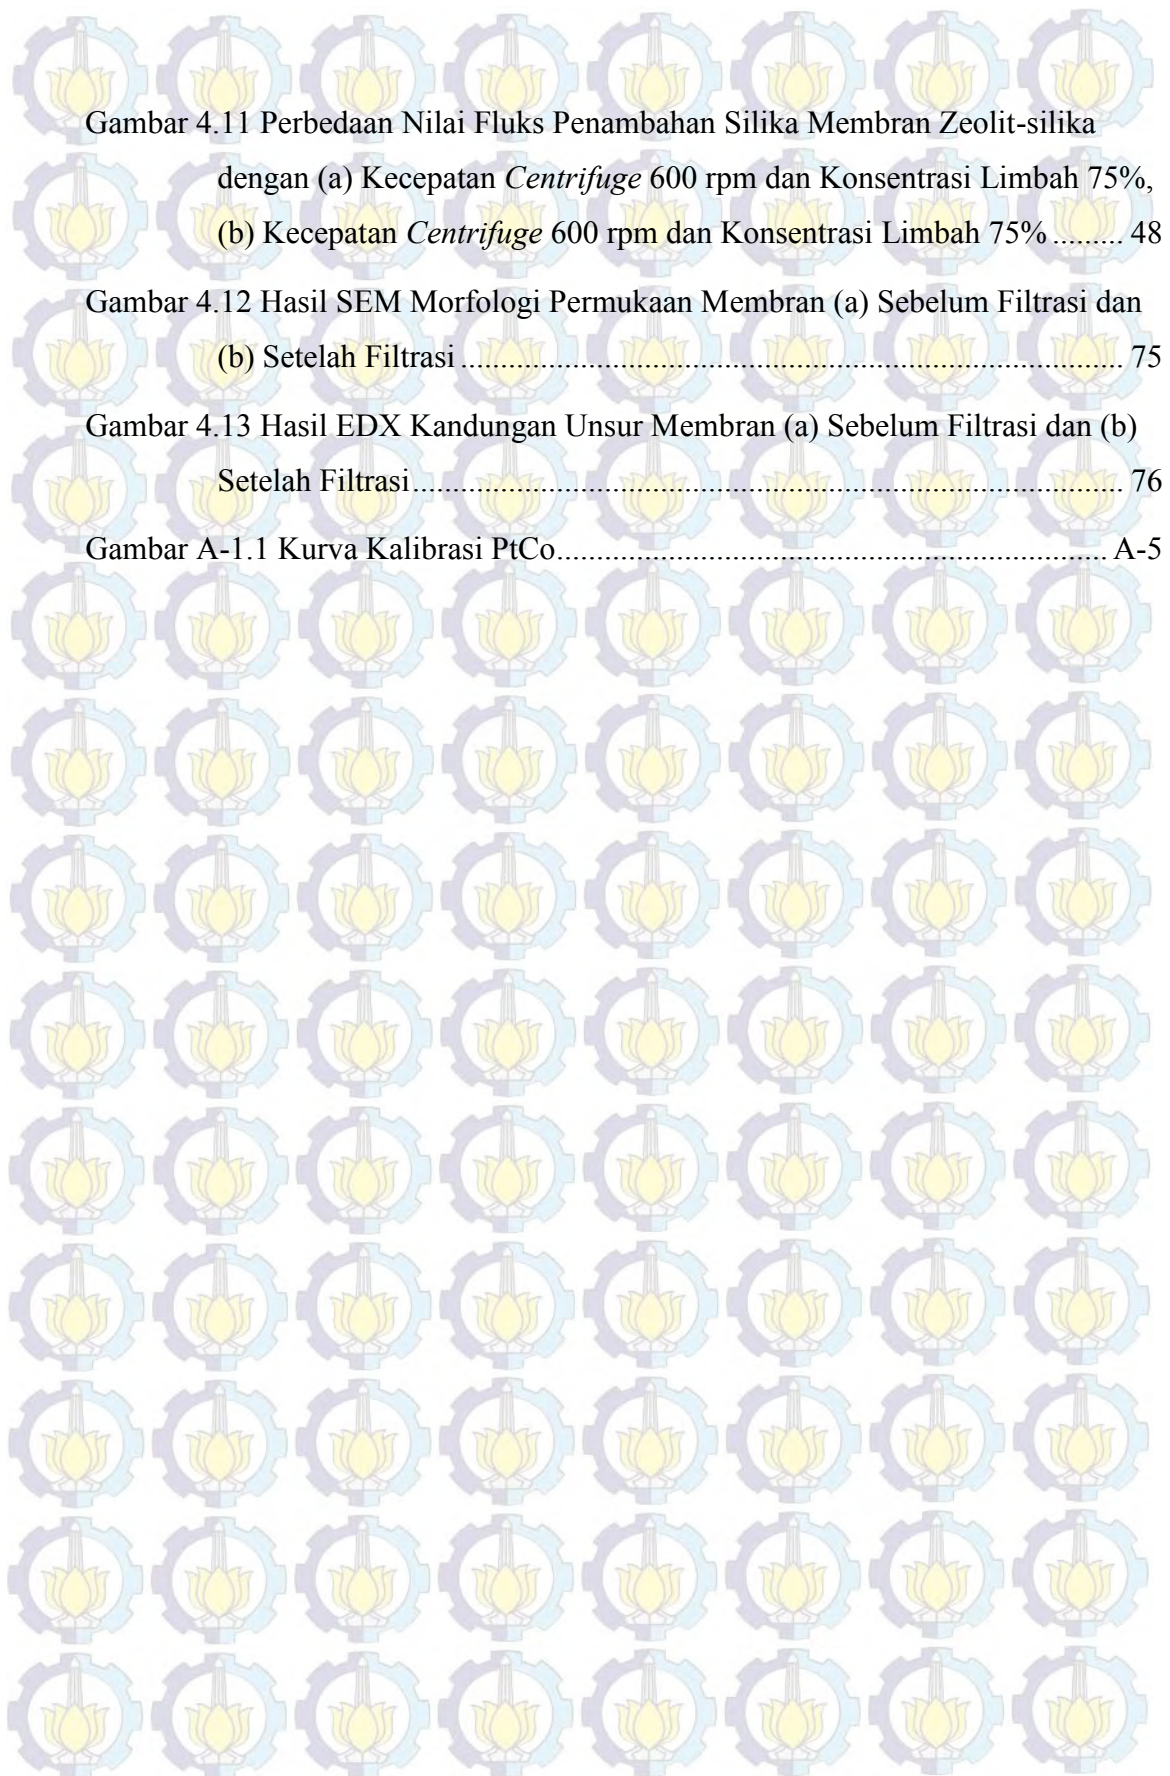 Gambar 4.11 Perbedaan Nilai Fluks Penambahan Silika Membran Zeolit-silika
dengan (a) Kecepatan Centrifuge 600 rpm dan Konsentrasi Limbah 75%,
(b) Kecepatan Centrifuge 600 rpm dan Konsentrasi Limbah 75% ......... 48
Gambar 4.12 Hasil SEM Morfologi Permukaan Membran (a) Sebelum Filtrasi dan
(b) Setelah Filtrasi ...................................................................................... 75
Gambar 4.13 Hasil EDX Kandungan Unsur Membran (a) Sebelum Filtrasi dan (b)
Setelah Filtrasi............................................................................................ 76
Gambar A-1.1 Kurva Kalibrasi PtCo....................................................................... A-5